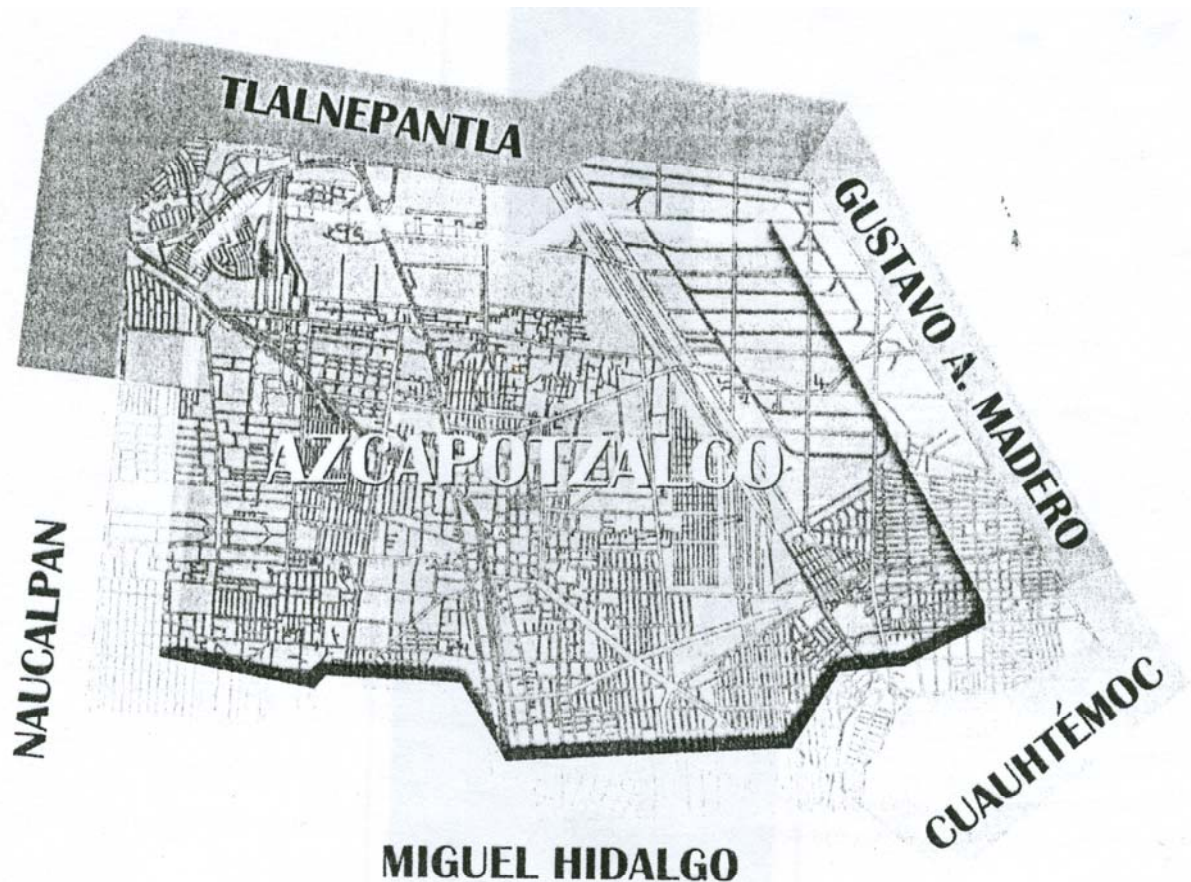 TLALNEPANTLA
GUSTAVO A. MADERO
AZCAPOTZALCO
NAUCALPAN
CUAUHTÉMOC
MIGUEL HIDALGO